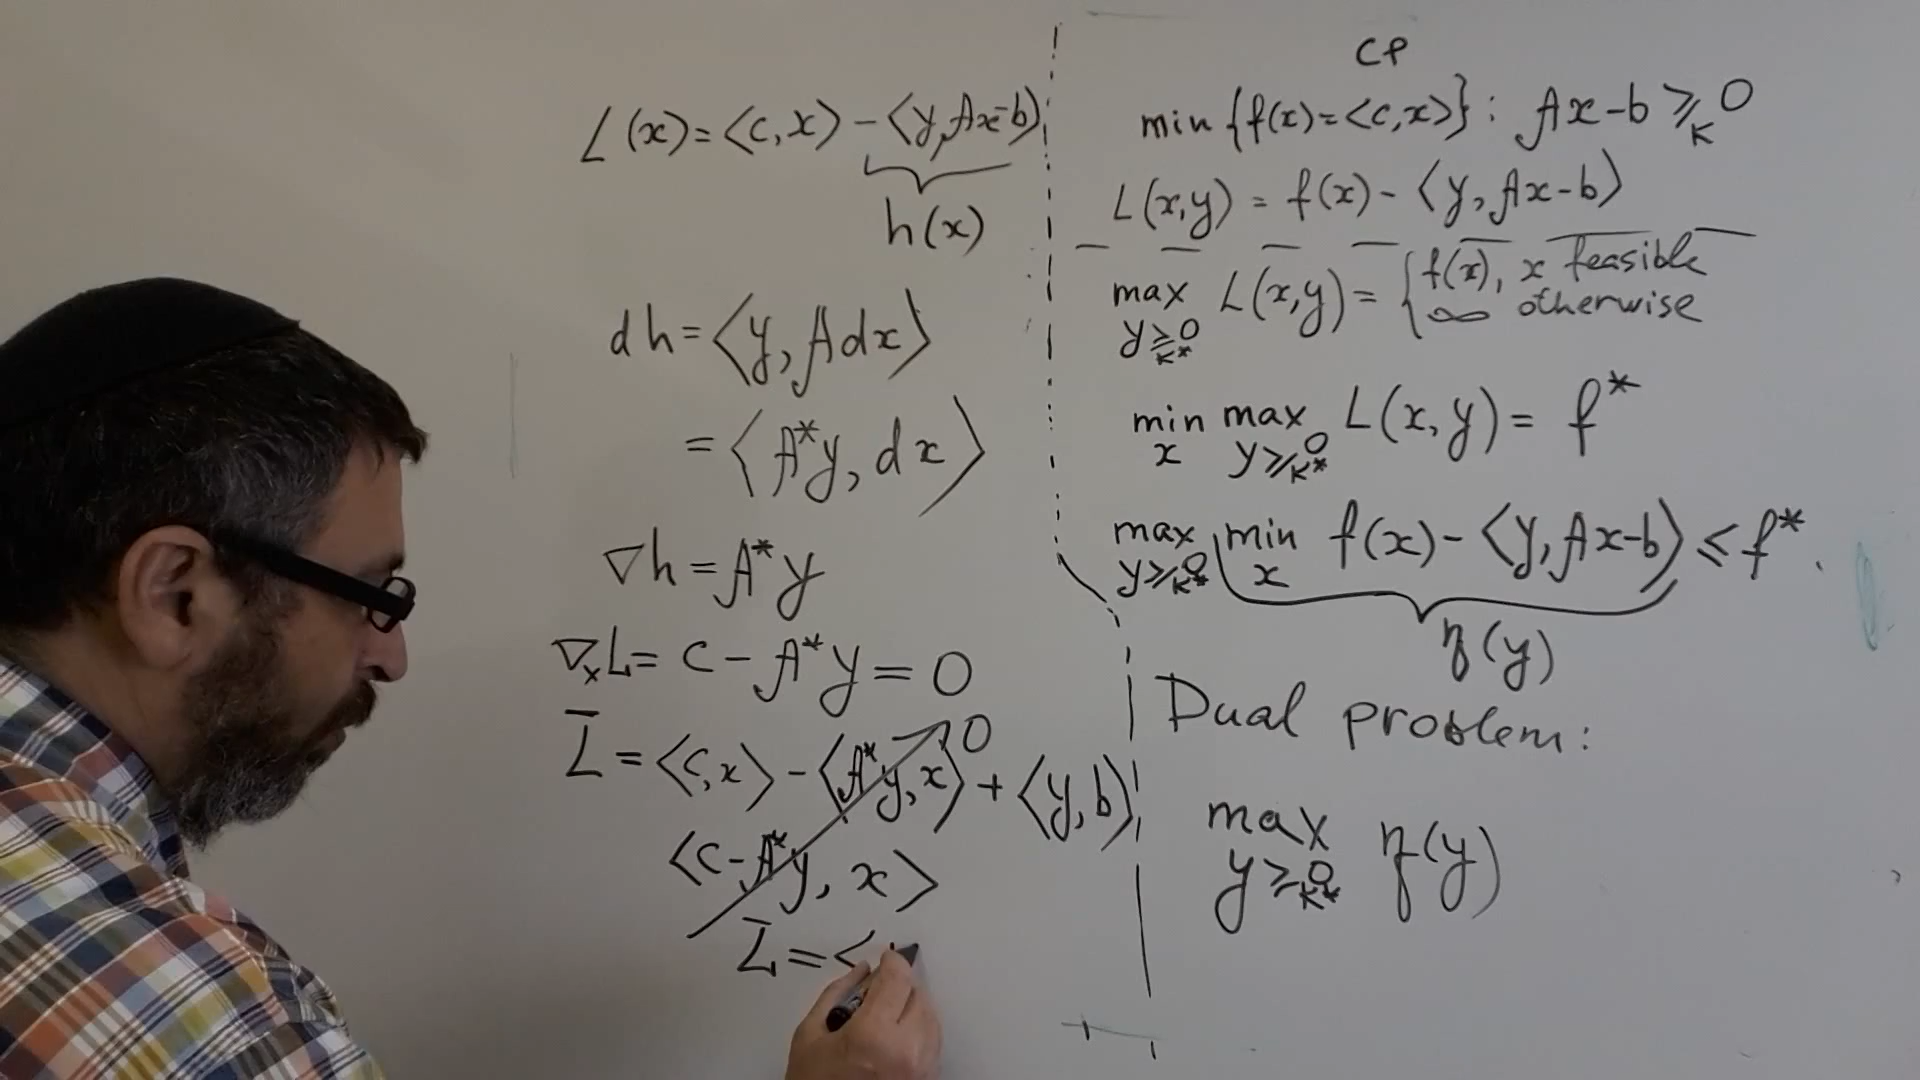 L(x) = <c, x> - <y, Ax-b>
h(x)
dh = <y, Adx>
= <A*y, dx>
∇h = A*y
∇ₓL = c - A*y = 0
L̄ = <c, x> - <A*y, x> + <y, b>
0
<c - A*y, x>
L̄ = <
CP
min {f(x) = <c, x>} : Ax-b ≥_K 0
L(x,y) = f(x) - <y, Ax-b>
max L(x,y) = { f(x), x feasible
y ≥_K* 0 ∞ otherwise
min max L(x,y) = f*
x y ≥_K* 0
max min f(x) - <y, Ax-b> ≤ f*.
y ≥_K* 0 x
η(y)
Dual problem:
max η(y)
y ≥_K* 0